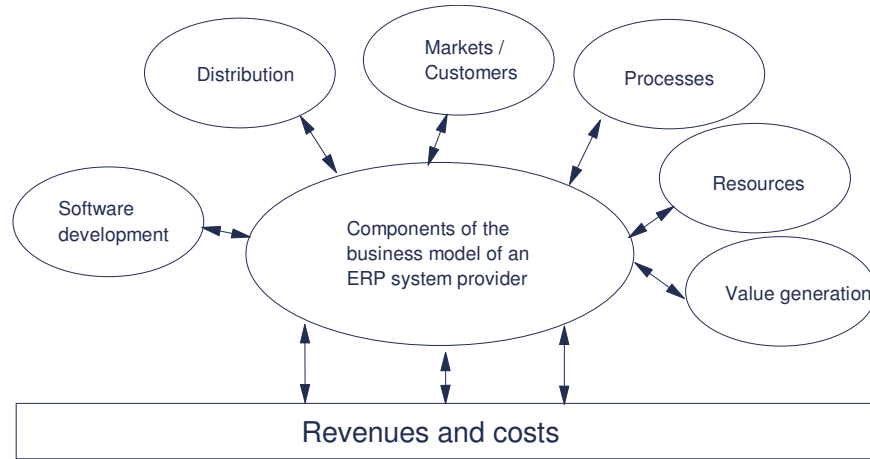 Markets /
Customers
Distribution
Processes
Resources
Software
development
Components of the
business model of an
ERP system provider
Value generation
Revenues and costs